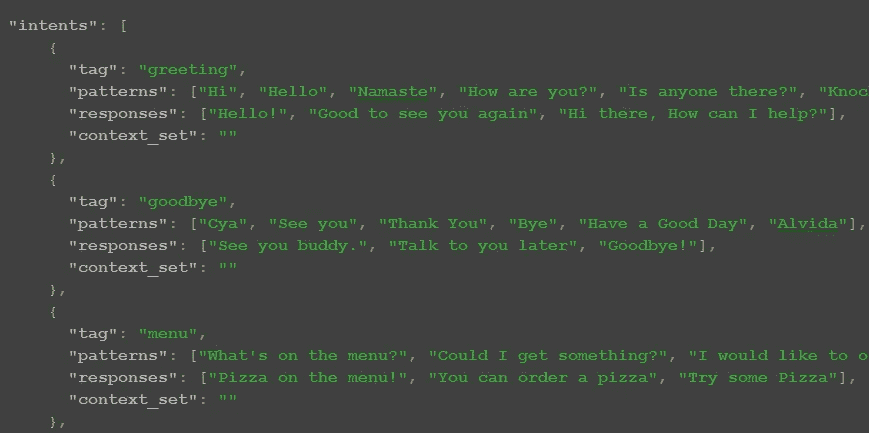 "intents": [
{
"tag": "greeting",
"patterns": ["Hi", "Hello", "Namaste", "How are you?", "Is anyone there?", "Knoc
"responses": ["Hello!", "Good to see you again", "Hi there, How can I help?"],
"context_set": ""
},
{
"tag": "goodbye",
"patterns": ["Cya", "See you", "Thank You", "Bye", "Have a Good Day", "Alvida"],
"responses": ["See you buddy.", "Talk to you later", "Goodbye!"],
"context_set": ""
},
{
"tag": "menu",
"patterns": ["What's on the menu?", "Could I get something?", "I would like to o
"responses": ["Pizza on the menu!", "You can order a pizza", "Try some Pizza"],
"context_set": ""
},